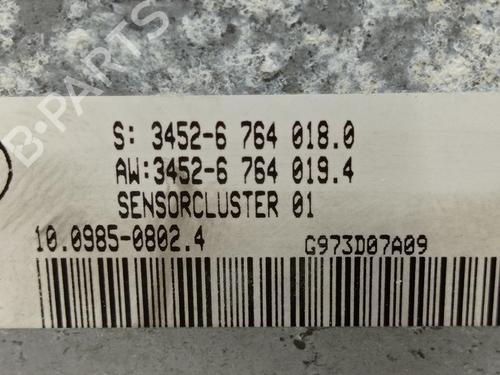 B-PARTS
S: 3452-6 764 018.0
AW:3452-6 764 019.4
SENSORCLUSTER 01
10.0985-0802.4
G973D07A09